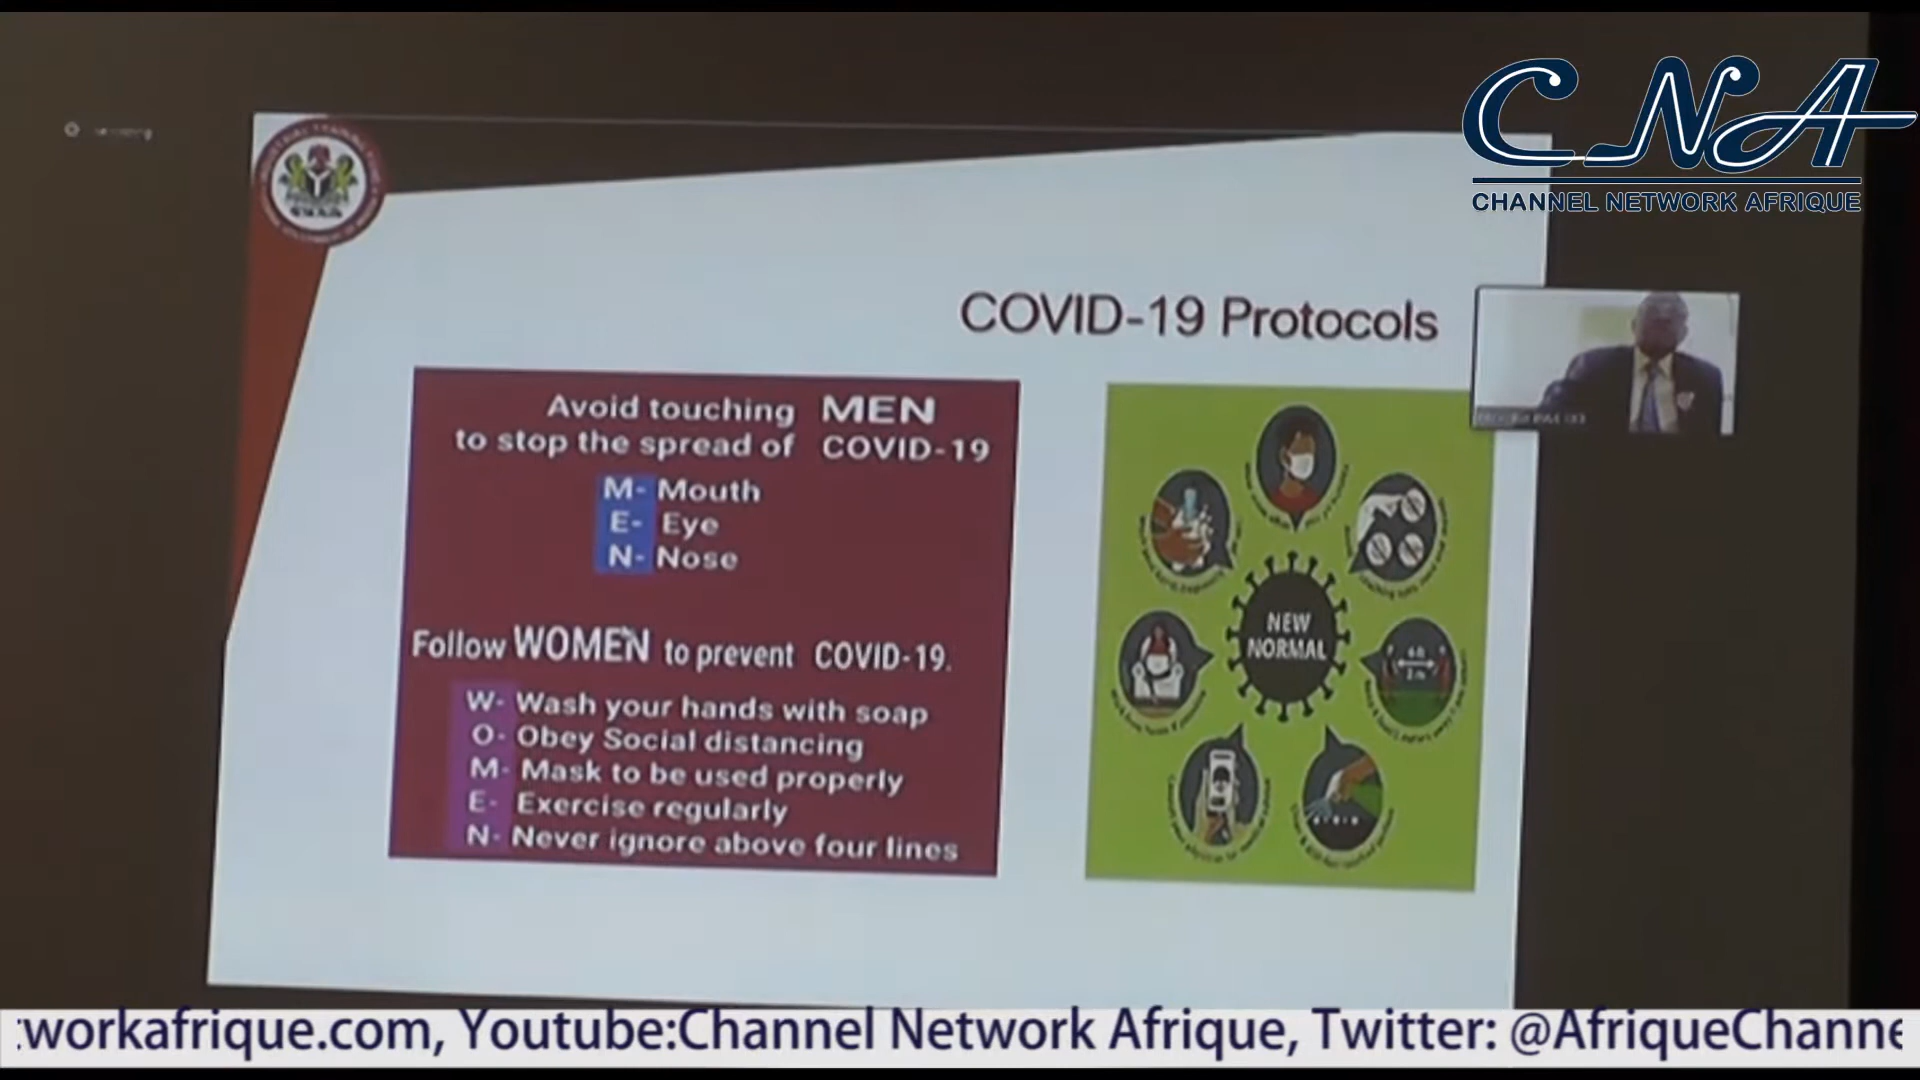 CNA
CHANNEL NETWORK AFRIQUE
COVID-19 Protocols
Avoid touching MEN
to stop the spread of COVID-19
M- Mouth
E- Eye
N- Nose
Follow WOMEN to prevent COVID-19.
W- Wash your hands with soap
O- Obey Social distancing
M- Mask to be used properly
E- Exercise regularly
N- Never ignore above four lines
NEW
NORMAL
tworkafrique.com, Youtube:Channel Network Afrique, Twitter: @AfriqueChanne